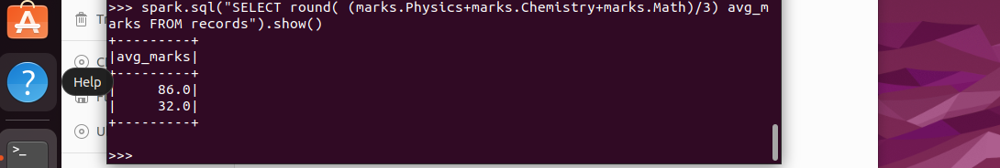 >>> spark.sql("SELECT round( (marks.Physics+marks.Chemistry+marks.Math)/3) avg_m
arks FROM records").show()
+---------+
|avg_marks|
+---------+
|     86.0|
|     32.0|
+---------+
>>>
Help
>_